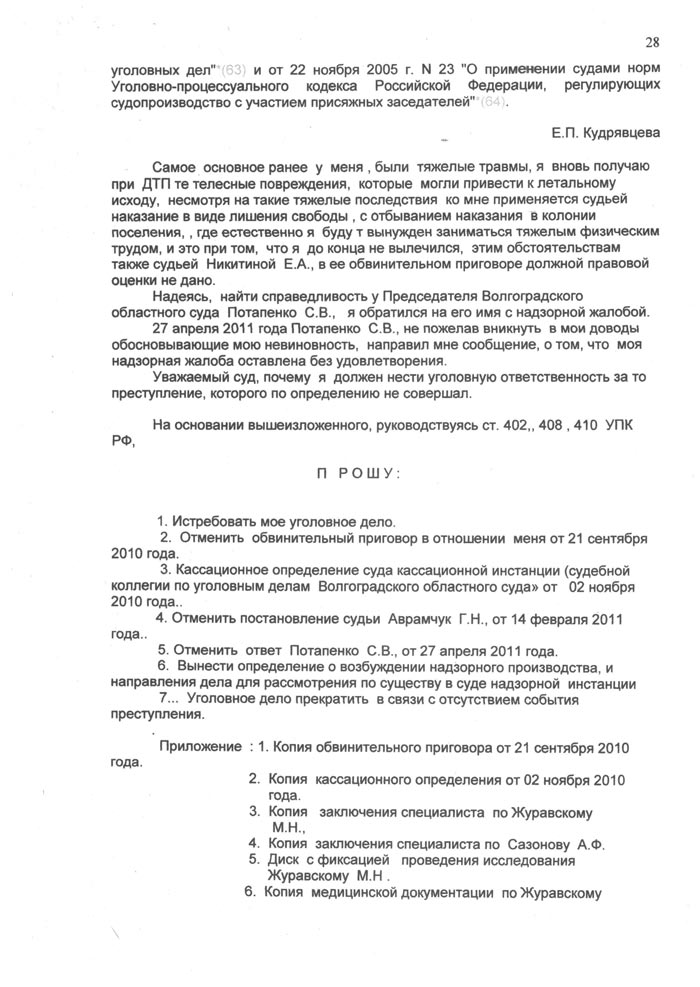 28
уголовных дел"*(63) и от 22 ноября 2005 г. N 23 "О применении судами норм
Уголовно-процессуального кодекса Российской Федерации, регулирующих
судопроизводство с участием присяжных заседателей"*(64).
Е.П. Кудрявцева
Самое основное ранее у меня , были тяжелые травмы, я вновь получаю
при ДТП те телесные повреждения, которые могли привести к летальному
исходу, несмотря на такие тяжелые последствия ко мне применяется судьей
наказание в виде лишения свободы , с отбыванием наказания в колонии
поселения, , где естественно я буду т вынужден заниматься тяжелым физическим
трудом, и это при том, что я до конца не вылечился, этим обстоятельствам
также судьей Никитиной Е.А., в ее обвинительном приговоре должной правовой
оценки не дано.
Надеясь, найти справедливость у Председателя Волгоградского
областного суда Потапенко С.В., я обратился на его имя с надзорной жалобой.
27 апреля 2011 года Потапенко С.В., не пожелав вникнуть в мои доводы
обосновывающие мою невиновность, направил мне сообщение, о том, что моя
надзорная жалоба оставлена без удовлетворения.
Уважаемый суд, почему я должен нести уголовную ответственность за то
преступление, которого по определению не совершал.
На основании вышеизложенного, руководствуясь ст. 402,, 408 , 410 УПК
РФ,
П Р О Ш У :
1. Истребовать мое уголовное дело.
2. Отменить обвинительный приговор в отношении меня от 21 сентября
2010 года.
3. Кассационное определение суда кассационной инстанции (судебной
коллегии по уголовным делам Волгоградского областного суда» от 02 ноября
2010 года..
4. Отменить постановление судьи Аврамчук Г.Н., от 14 февраля 2011
года..
5. Отменить ответ Потапенко С.В., от 27 апреля 2011 года.
6. Вынести определение о возбуждении надзорного производства, и
направления дела для рассмотрения по существу в суде надзорной инстанции
7... Уголовное дело прекратить в связи с отсутствием события
преступления.
Приложение : 1. Копия обвинительного приговора от 21 сентября 2010
года.
2. Копия кассационного определения от 02 ноября 2010
года.
3. Копия заключения специалиста по Журавскому
М.Н.,
4. Копия заключения специалиста по Сазонову А.Ф.
5. Диск с фиксацией проведения исследования
Журавскому М.Н .
6. Копия медицинской документации по Журавскому